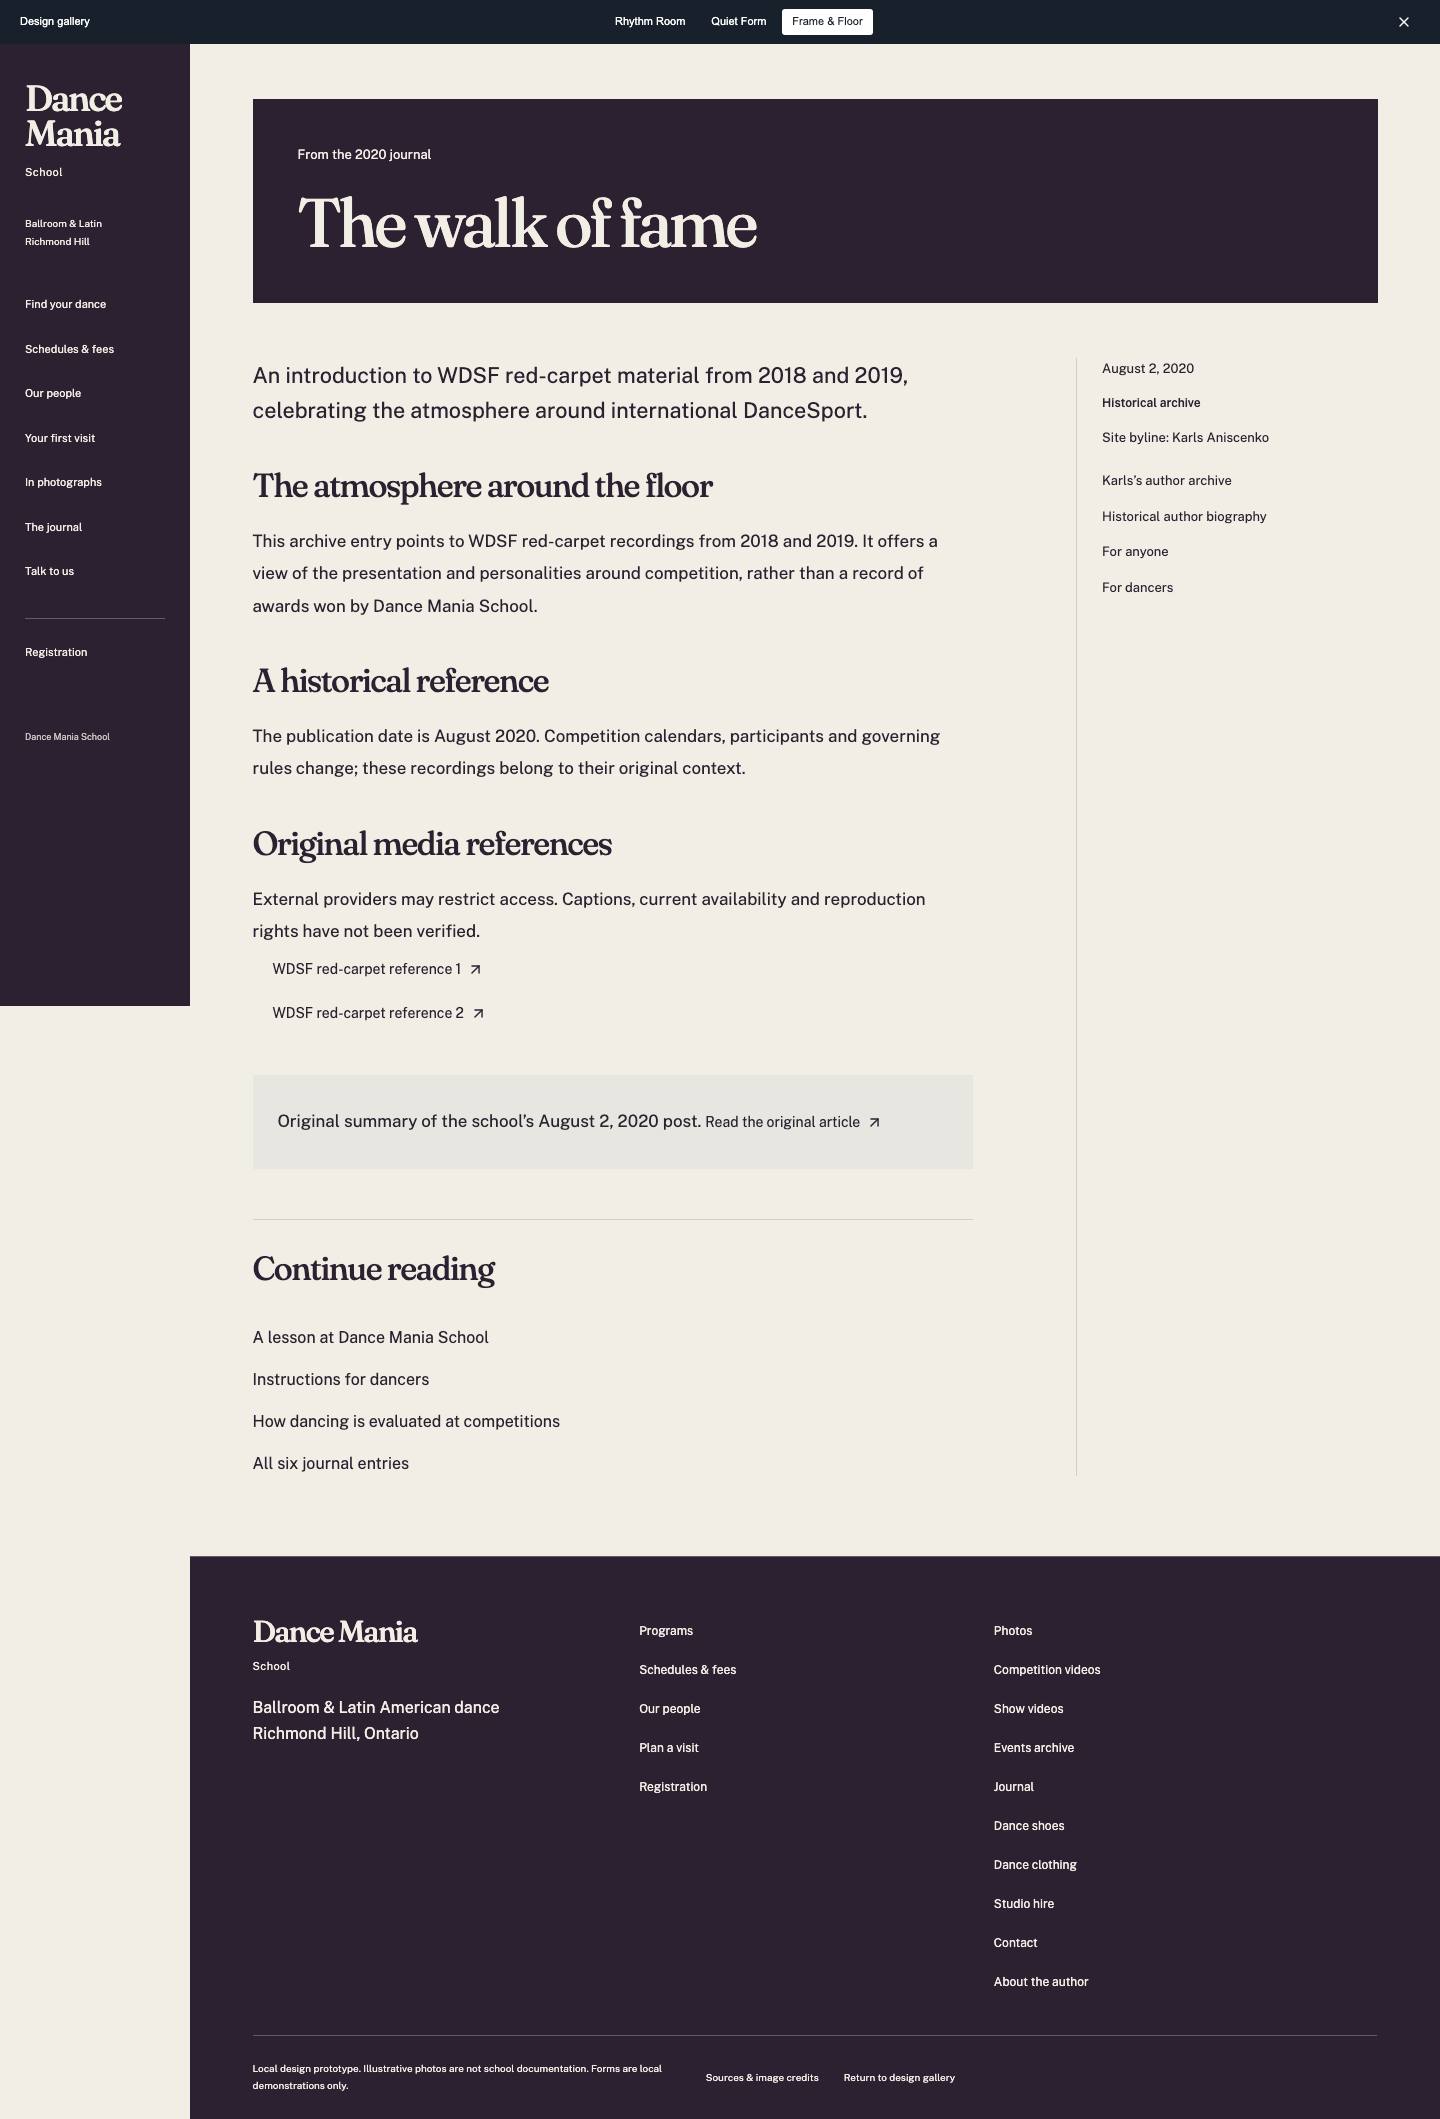 Design gallery
Rhythm Room
Quiet Form
Frame & Floor
Dance
Mania
School
Ballroom & Latin
Richmond Hill
Find your dance
Schedules & fees
Our people
Your first visit
In photographs
The journal
Talk to us
Registration
Dance Mania School
From the 2020 journal
The walk of fame
An introduction to WDSF red-carpet material from 2018 and 2019,
celebrating the atmosphere around international DanceSport.
The atmosphere around the floor
This archive entry points to WDSF red-carpet recordings from 2018 and 2019. It offers a
view of the presentation and personalities around competition, rather than a record of
awards won by Dance Mania School.
A historical reference
The publication date is August 2020. Competition calendars, participants and governing
rules change; these recordings belong to their original context.
Original media references
External providers may restrict access. Captions, current availability and reproduction
rights have not been verified.
WDSF red-carpet reference 1
WDSF red-carpet reference 2
Original summary of the school’s August 2, 2020 post. Read the original article
Continue reading
A lesson at Dance Mania School
Instructions for dancers
How dancing is evaluated at competitions
All six journal entries
August 2, 2020
Historical archive
Site byline: Karls Aniscenko
Karls’s author archive
Historical author biography
For anyone
For dancers
Dance Mania
School
Ballroom & Latin American dance
Richmond Hill, Ontario
Programs
Schedules & fees
Our people
Plan a visit
Registration
Photos
Competition videos
Show videos
Events archive
Journal
Dance shoes
Dance clothing
Studio hire
Contact
About the author
Local design prototype. Illustrative photos are not school documentation. Forms are local
demonstrations only.
Sources & image credits
Return to design gallery